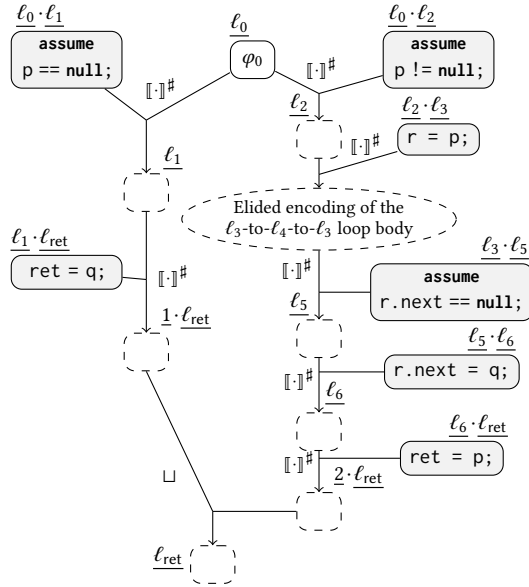 ℓ₀·ℓ₁
ℓ₀
ℓ₀·ℓ₂
assume
p == null;
φ₀
assume
p != null;
⟦·⟧♯
⟦·⟧♯
ℓ₂
ℓ₂·ℓ₃
r = p;
⟦·⟧♯
ℓ₁
Elided encoding of the
ℓ₃-to-ℓ₄-to-ℓ₃ loop body
ℓ₁·ℓret
ret = q;
⟦·⟧♯
⟦·⟧♯
ℓ₃·ℓ₅
assume
r.next == null;
ℓ₅
1·ℓret
ℓ₅·ℓ₆
r.next = q;
⟦·⟧♯
ℓ₆
ℓ₆·ℓret
ret = p;
⟦·⟧♯
2·ℓret
⊔
ℓret